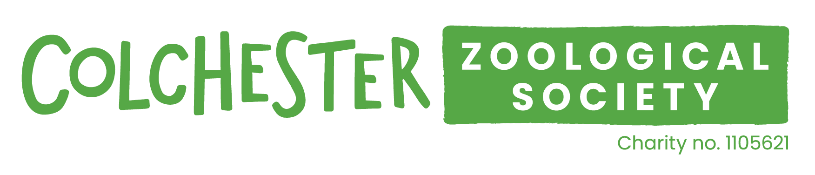 COLCHESTER
ZOOLOGICAL
SOCIETY
Charity no. 1105621